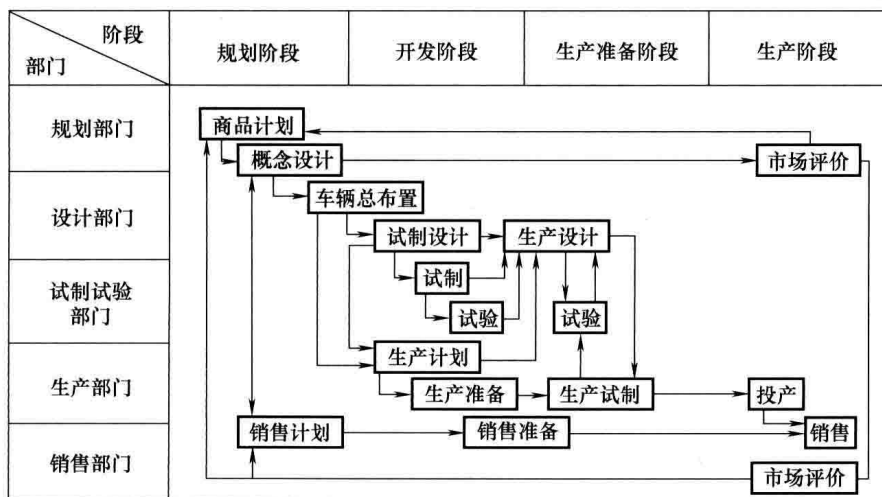 阶段
部门
规划阶段
开发阶段
生产准备阶段
生产阶段
规划部门
商品计划
概念设计
市场评价
设计部门
车辆总布置
试制设计
生产设计
试制试验
部门
试制
试验
试验
生产部门
生产计划
生产准备
生产试制
投产
销售部门
销售计划
销售准备
销售
市场评价